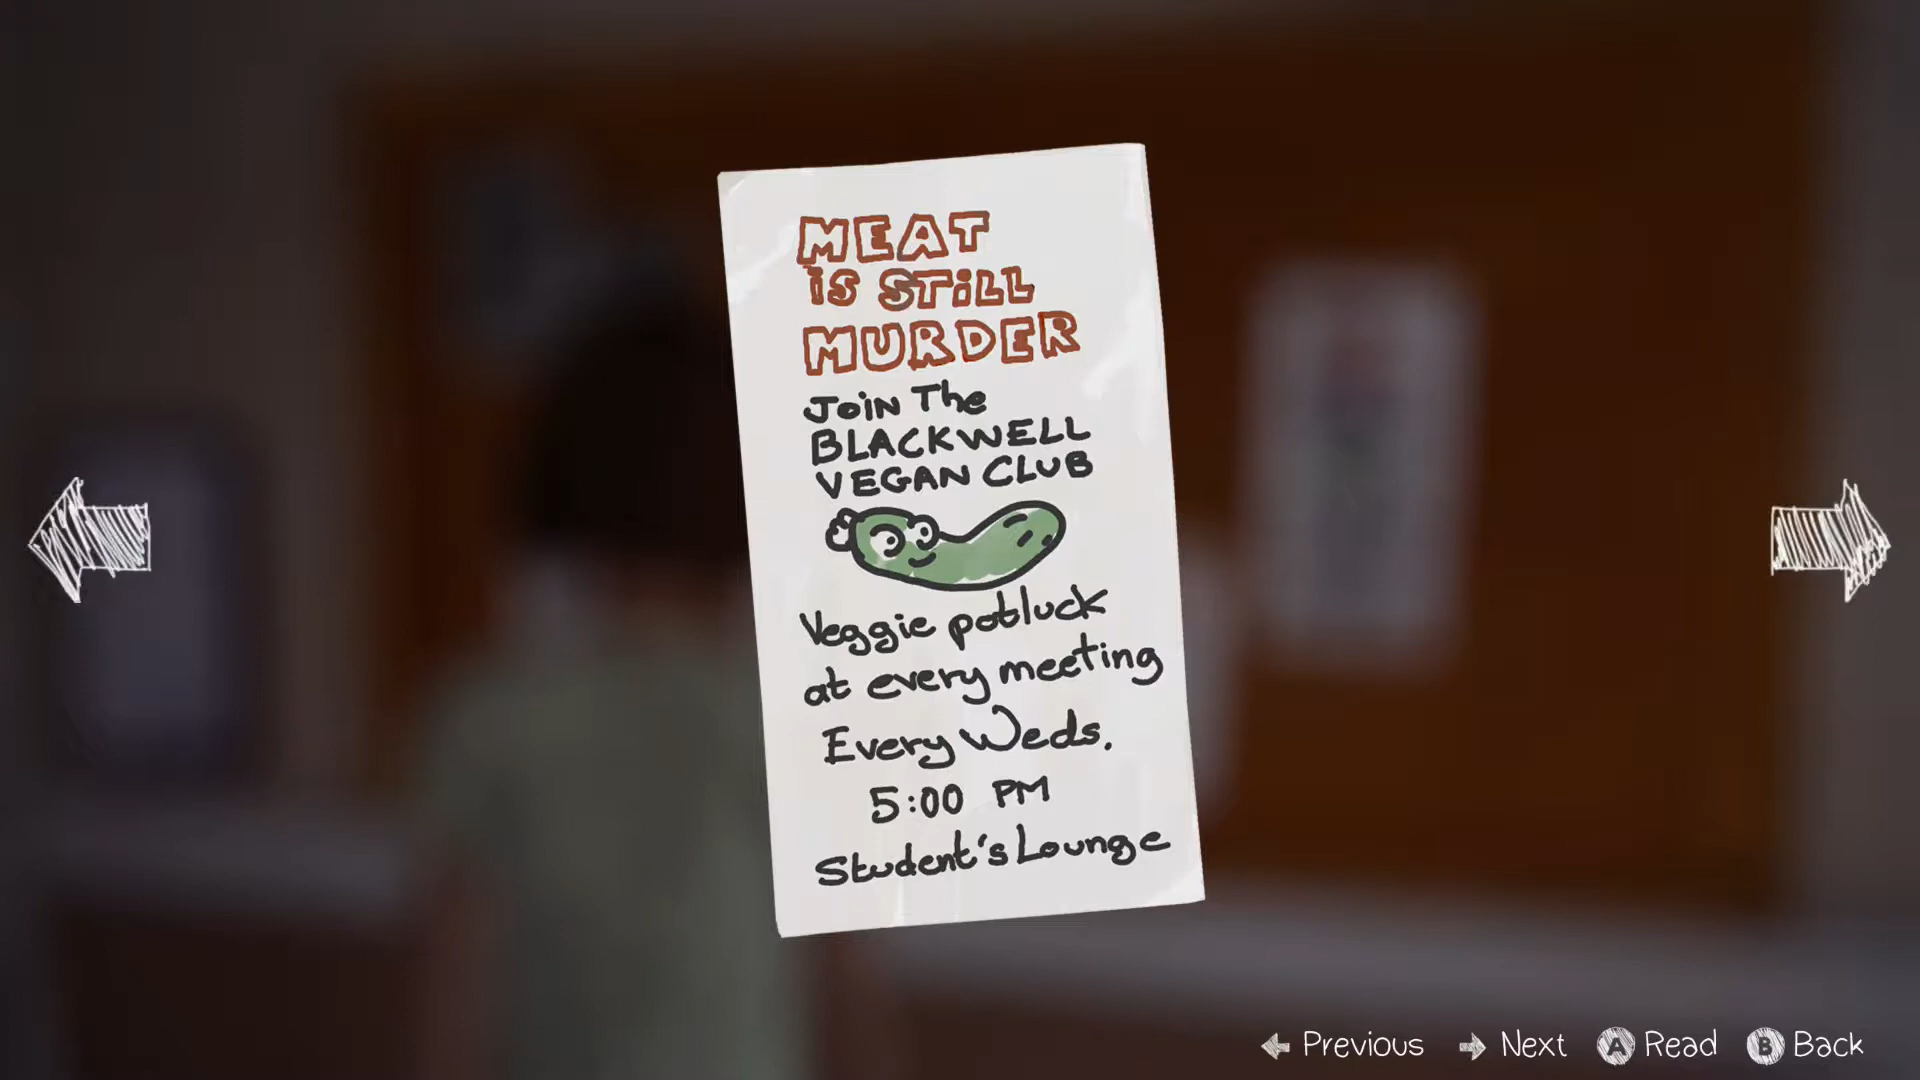 MEAT
iS STiLL
MURDER
JoiN The
BLACKWELL
VEGAN CLUB
Veggie potluck
at every meeting
Every Weds.
5:00 PM
Student's Lounge
Previous Next A Read B Back